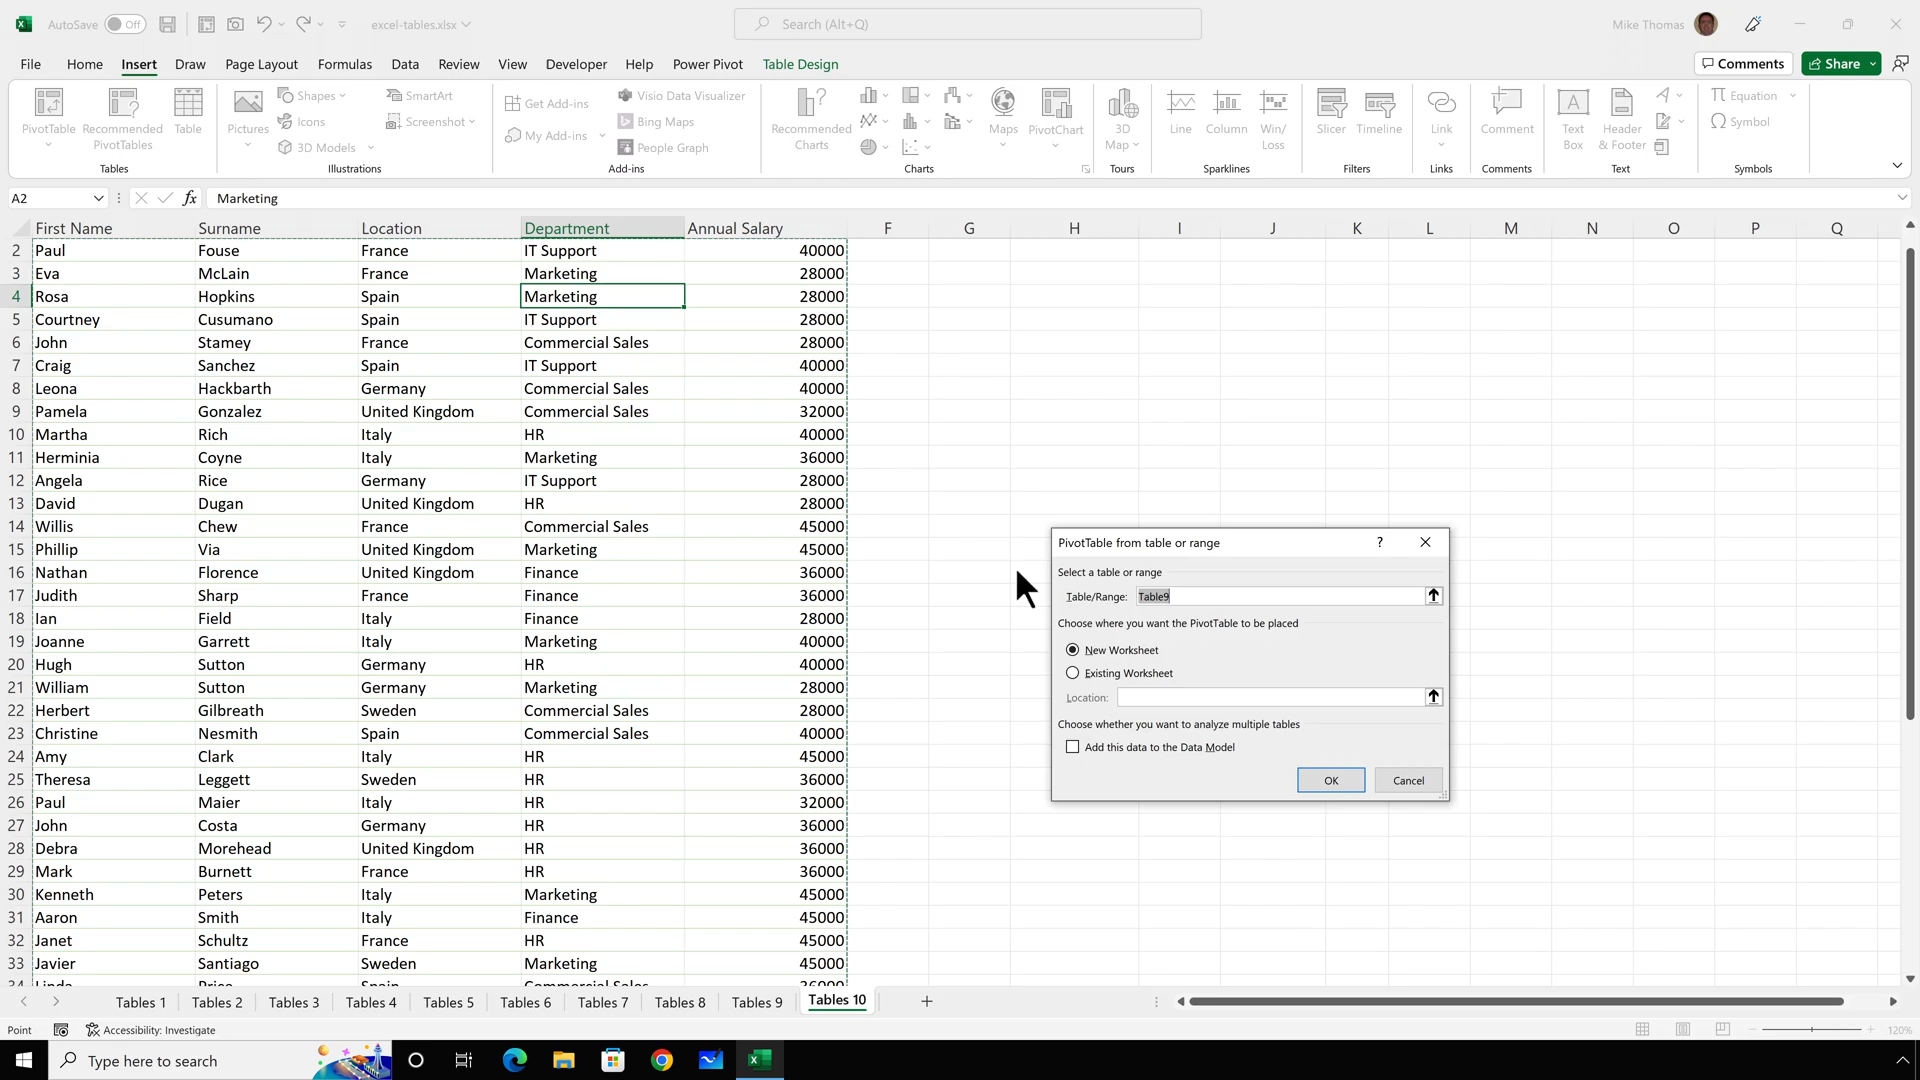 AutoSave Off excel-tables.xlsx Search (Alt+Q) Mike Thomas
File Home Insert Draw Page Layout Formulas Data Review View Developer Help Power Pivot Table Design Comments Share
PivotTable Recommended PivotTables Table
Tables
Pictures Shapes Icons 3D Models SmartArt Screenshot
Illustrations
Get Add-ins My Add-ins Visio Data Visualizer Bing Maps People Graph
Add-ins
Recommended Charts Maps PivotChart
Charts
3D Map
Tours
Line Column Win/Loss
Sparklines
Slicer Timeline
Filters
Link
Links
Comment
Comments
Text Box Header & Footer
Text
Equation Symbol
Symbols
A2 fx Marketing
First Name Surname Location Department Annual Salary F G H I J K L M N O P Q
2 Paul Fouse France IT Support 40000
3 Eva McLain France Marketing 28000
4 Rosa Hopkins Spain Marketing 28000
5 Courtney Cusumano Spain IT Support 28000
6 John Stamey France Commercial Sales 28000
7 Craig Sanchez Spain IT Support 40000
8 Leona Hackbarth Germany Commercial Sales 40000
9 Pamela Gonzalez United Kingdom Commercial Sales 32000
10 Martha Rich Italy HR 40000
11 Herminia Coyne Italy Marketing 36000
12 Angela Rice Germany IT Support 28000
13 David Dugan United Kingdom HR 28000
14 Willis Chew France Commercial Sales 45000
15 Phillip Via United Kingdom Marketing 45000
16 Nathan Florence United Kingdom Finance 36000
17 Judith Sharp France Finance 36000
18 Ian Field Italy Finance 28000
19 Joanne Garrett Italy Marketing 40000
20 Hugh Sutton Germany HR 40000
21 William Sutton Germany Marketing 28000
22 Herbert Gilbreath Sweden Commercial Sales 28000
23 Christine Nesmith Spain Commercial Sales 40000
24 Amy Clark Italy HR 45000
25 Theresa Leggett Sweden HR 36000
26 Paul Maier Italy HR 32000
27 John Costa Germany HR 36000
28 Debra Morehead United Kingdom HR 36000
29 Mark Burnett France HR 36000
30 Kenneth Peters Italy Marketing 45000
31 Aaron Smith Italy Finance 45000
32 Janet Schultz France HR 45000
33 Javier Santiago Sweden Marketing 45000
PivotTable from table or range ?
Select a table or range
Table/Range: Table9
Choose where you want the PivotTable to be placed
New Worksheet
Existing Worksheet
Location:
Choose whether you want to analyze multiple tables
Add this data to the Data Model
OK Cancel
Tables 1 Tables 2 Tables 3 Tables 4 Tables 5 Tables 6 Tables 7 Tables 8 Tables 9 Tables 10
Point Accessibility: Investigate 120%
Type here to search